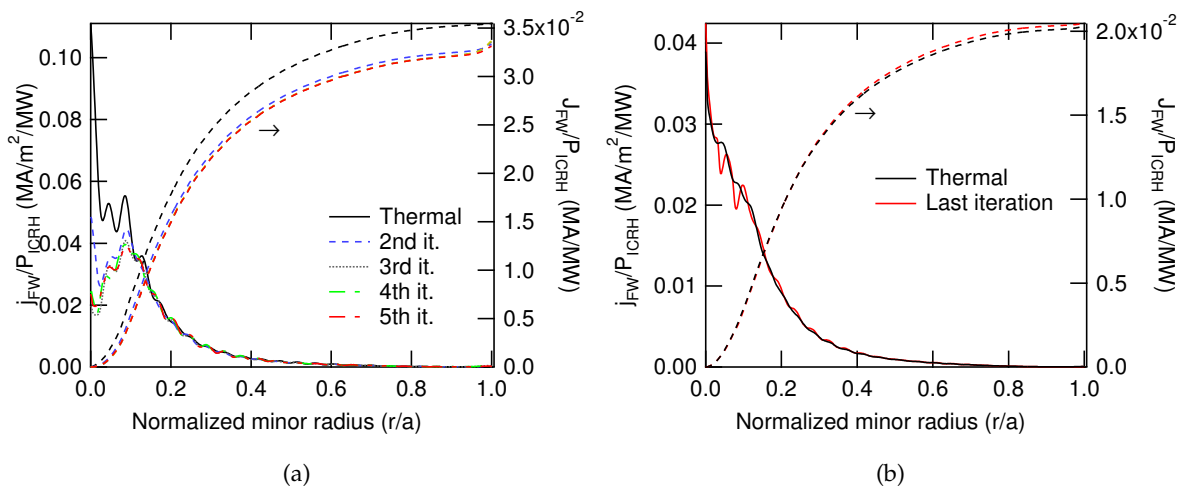 0.10
0.08
0.06
0.04
0.02
0.00
j_FW/P_ICRH (MA/m²/MW)
3.5x10⁻²
3.0
2.5
2.0
1.5
1.0
0.5
0.0
J_FW/P_ICRH (MA/MW)
→
Thermal
2nd it.
3rd it.
4th it.
5th it.
0.0 0.2 0.4 0.6 0.8 1.0
Normalized minor radius (r/a)
(a)
0.04
0.03
0.02
0.01
0.00
j_FW/P_ICRH (MA/m²/MW)
2.0x10⁻²
1.5
1.0
0.5
0.0
J_FW/P_ICRH (MA/MW)
→
Thermal
Last iteration
0.0 0.2 0.4 0.6 0.8 1.0
Normalized minor radius (r/a)
(b)